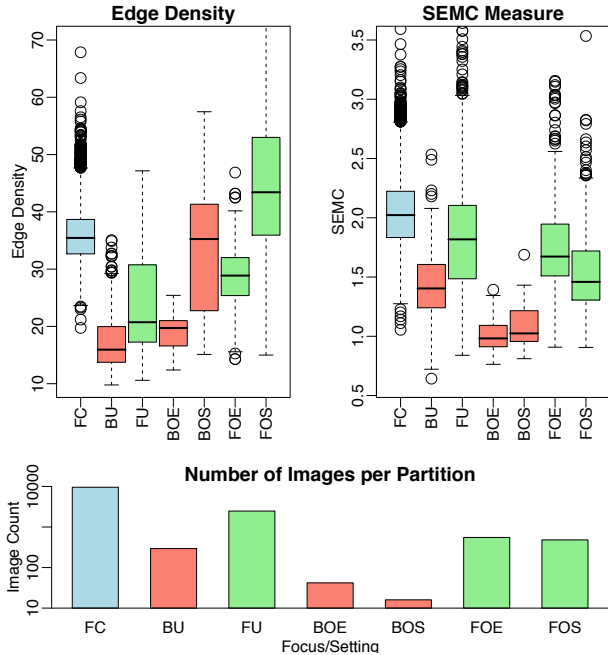 Edge Density
SEMC Measure
Edge Density
70
60
50
40
30
20
10
FC
BU
FU
BOE
BOS
FOE
FOS
SEMC
3.5
3.0
2.5
2.0
1.5
1.0
0.5
FC
BU
FU
BOE
BOS
FOE
FOS
Number of Images per Partition
Image Count
10000
100
10
FC
BU
FU
BOE
BOS
FOE
FOS
Focus/Setting